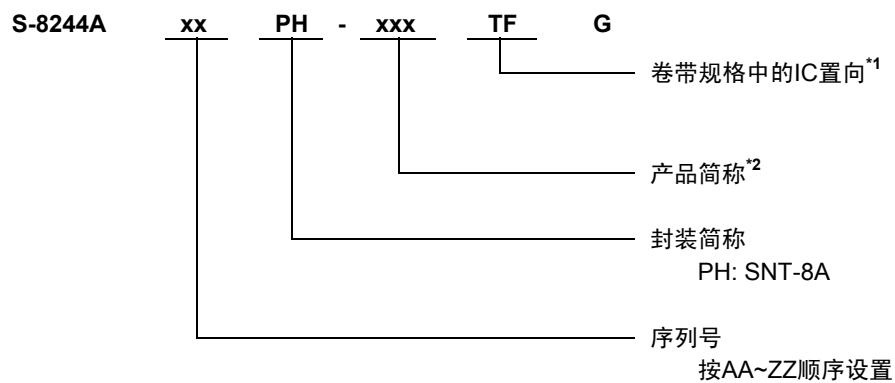 S-8244A xx PH - xxx TF G
卷带规格中的IC置向*1
产品简称*2
封装简称
PH: SNT-8A
序列号
按AA~ZZ顺序设置